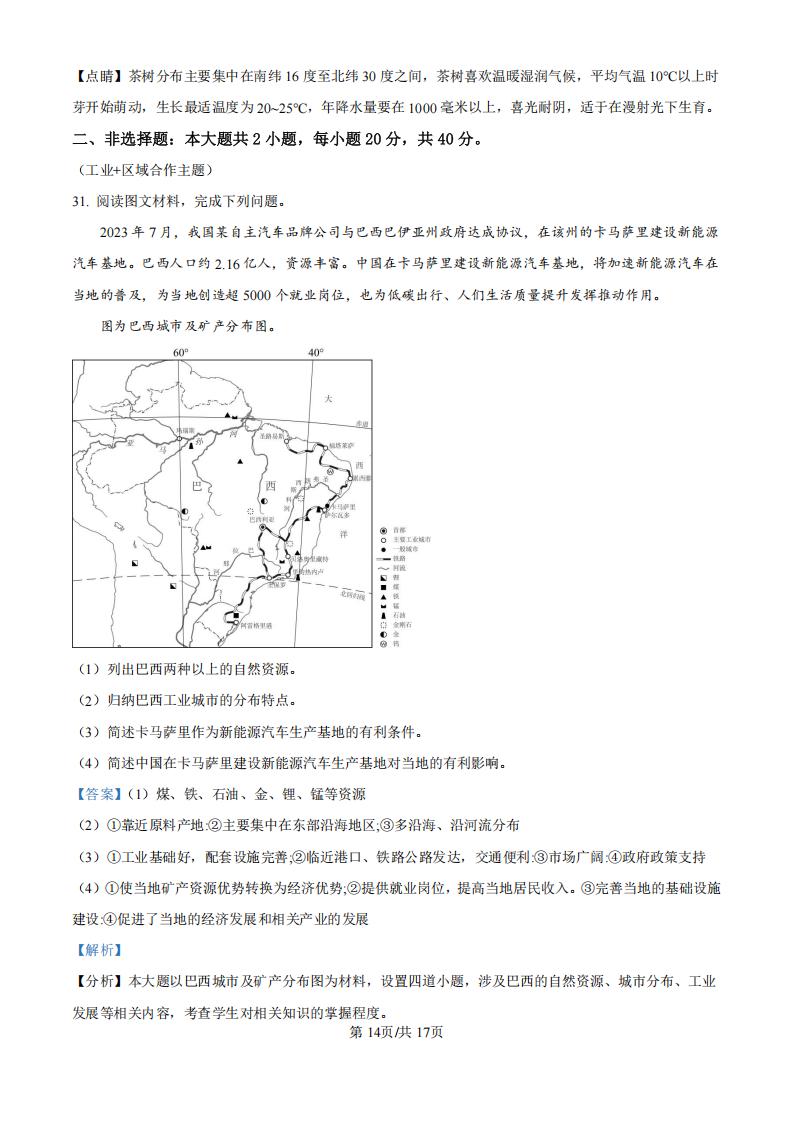 【点睛】茶树分布主要集中在南纬 16 度至北纬 30 度之间，茶树喜欢温暖湿润气候，平均气温 10℃以上时
芽开始萌动，生长最适温度为 20~25℃，年降水量要在 1000 毫米以上，喜光耐阴，适于在漫射光下生育。
二、非选择题：本大题共 2 小题，每小题 20 分，共 40 分。
（工业+区域合作主题）
31. 阅读图文材料，完成下列问题。
2023 年 7 月，我国某自主汽车品牌公司与巴西巴伊亚州政府达成协议，在该州的卡马萨里建设新能源
汽车基地。巴西人口约 2.16 亿人，资源丰富。中国在卡马萨里建设新能源汽车基地，将加速新能源汽车在
当地的普及，为当地创造超 5000 个就业岗位，也为低碳出行、人们生活质量提升发挥推动作用。
图为巴西城市及矿产分布图。
60° 40°
大
赤道
玛瑙斯
亚 马 孙 河
圣路易斯
福塔莱萨
西
累西腓
巴 西
西 斯 科 河
弗 圣
卡马萨里
萨尔瓦多
巴西利亚
洋
首都
主要工业城市
一般城市
铁路
河流
锂
煤
铁
锰
石油
金刚石
金
钨
巴 拉 那 河
里约热内卢
圣保罗
阿雷格里港
（1）列出巴西两种以上的自然资源。
（2）归纳巴西工业城市的分布特点。
（3）简述卡马萨里作为新能源汽车生产基地的有利条件。
（4）简述中国在卡马萨里建设新能源汽车生产基地对当地的有利影响。
【答案】（1）煤、铁、石油、金、锂、锰等资源
（2）①靠近原料产地:②主要集中在东部沿海地区;③多沿海、沿河流分布
（3）①工业基础好，配套设施完善;②临近港口、铁路公路发达，交通便利:③市场广阔:④政府政策支持
（4）①使当地矿产资源优势转换为经济优势;②提供就业岗位，提高当地居民收入。③完善当地的基础设施
建设:④促进了当地的经济发展和相关产业的发展
【解析】
【分析】本大题以巴西城市及矿产分布图为材料，设置四道小题，涉及巴西的自然资源、城市分布、工业
发展等相关内容，考查学生对相关知识的掌握程度。
第 14页/共 17页